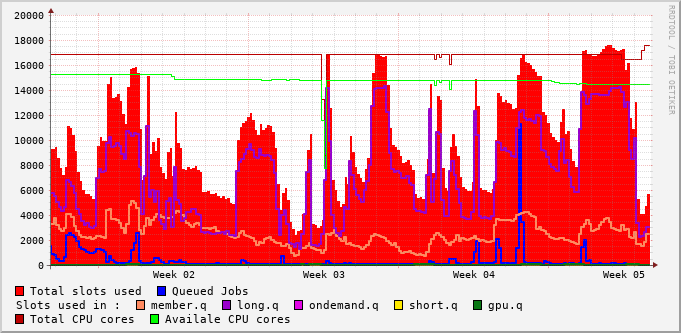 20000
18000
16000
14000
12000
10000
8000
6000
4000
2000
0
Week 02 Week 03 Week 04 Week 05
RRDTOOL / TOBI OETIKER
Total slots used Queued Jobs
Slots used in : member.q long.q ondemand.q short.q gpu.q
Total CPU cores Availale CPU cores